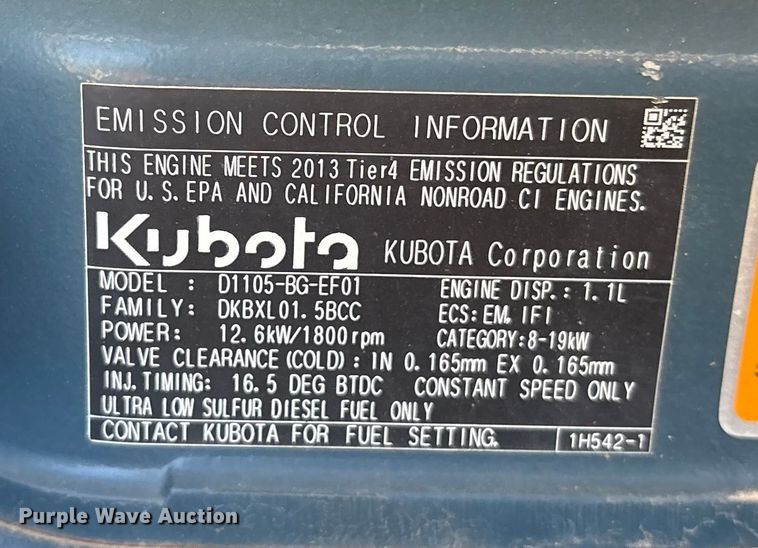 EMISSION CONTROL INFORMATION
THIS ENGINE MEETS 2013 Tier4 EMISSION REGULATIONS
FOR U.S.EPA AND CALIFORNIA NONROAD CI ENGINES.
Kubota KUBOTA Corporation
MODEL : D1105-BG-EF01 ENGINE DISP.: 1.1L
FAMILY: DKBXL01.5BCC ECS: EM, IFI
POWER: 12.6kW/1800rpm CATEGORY:8-19kW
VALVE CLEARANCE(COLD): IN 0.165mm EX 0.165mm
INJ.TIMING: 16.5 DEG BTDC CONSTANT SPEED ONLY
ULTRA LOW SULFUR DIESEL FUEL ONLY
CONTACT KUBOTA FOR FUEL SETTING. 1H542-1
Purple Wave Auction